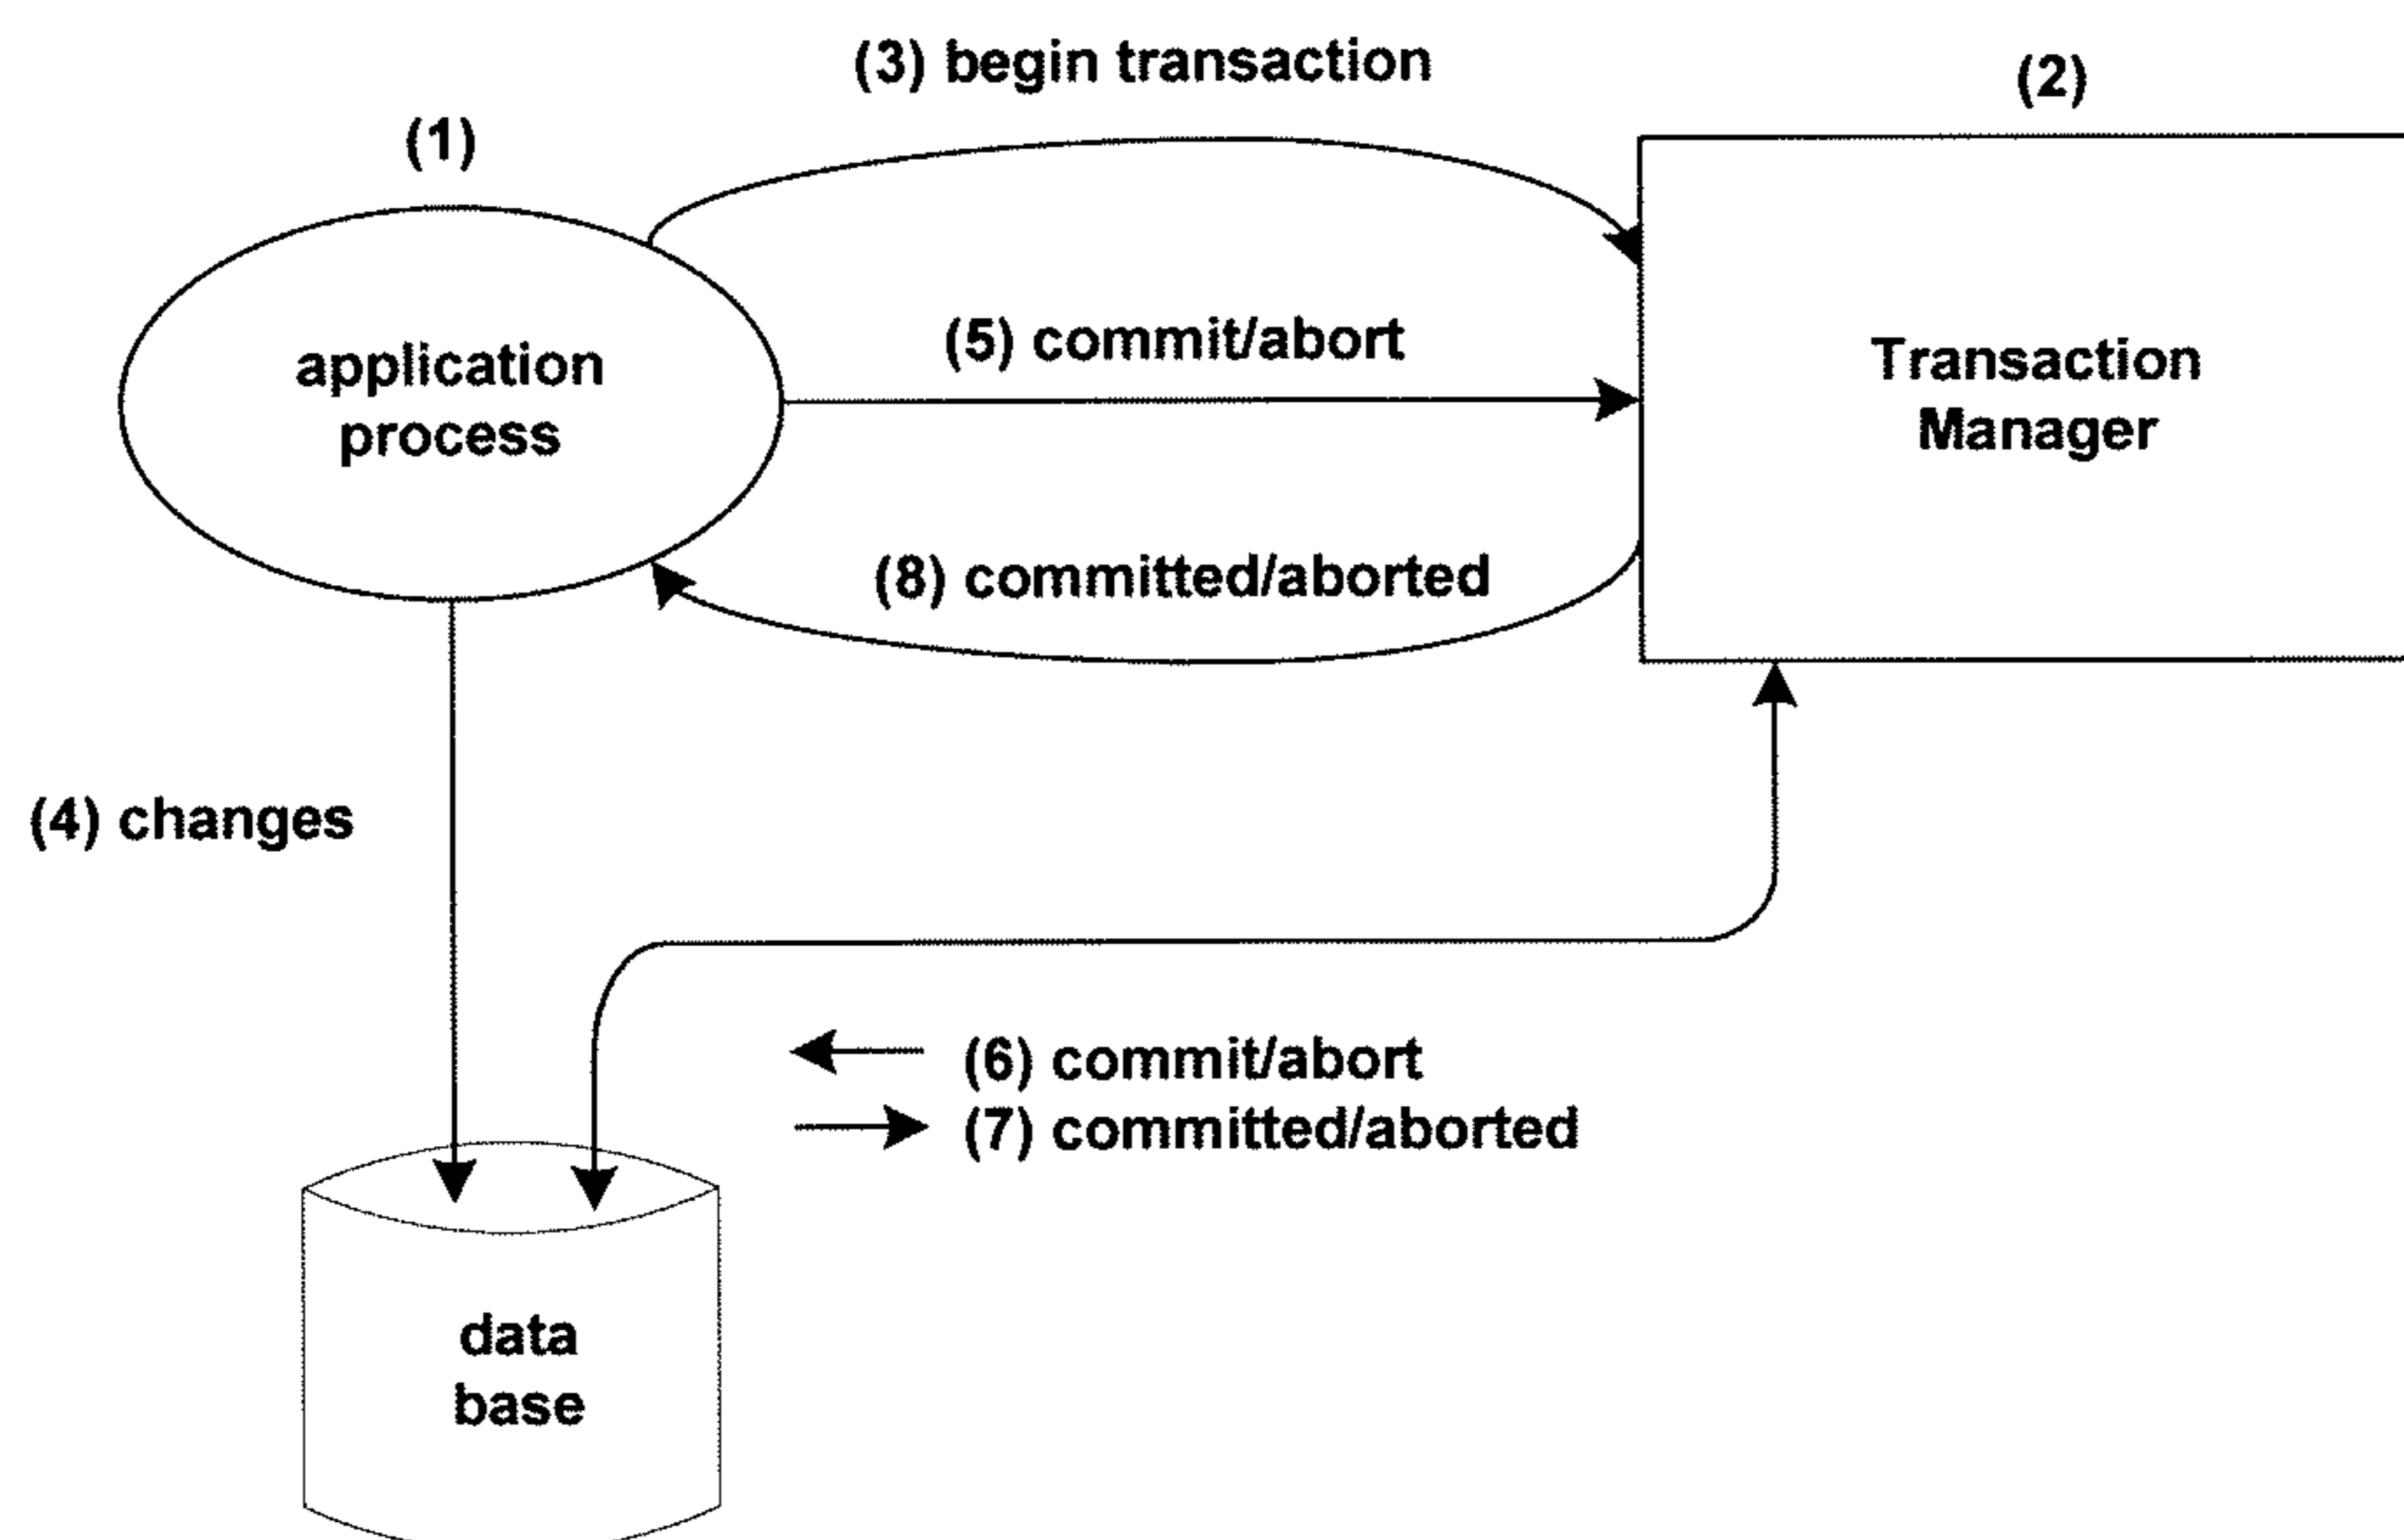 (3) begin transaction
(2)
(1)
application
process
(5) commit/abort
Transaction
Manager
(8) committed/aborted
(4) changes
(6) commit/abort
(7) committed/aborted
data
base